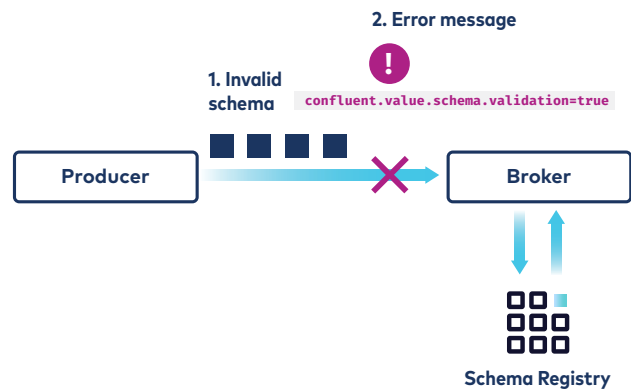 2. Error message
!
1. Invalid
schema
confluent.value.schema.validation=true
Producer
Broker
Schema Registry